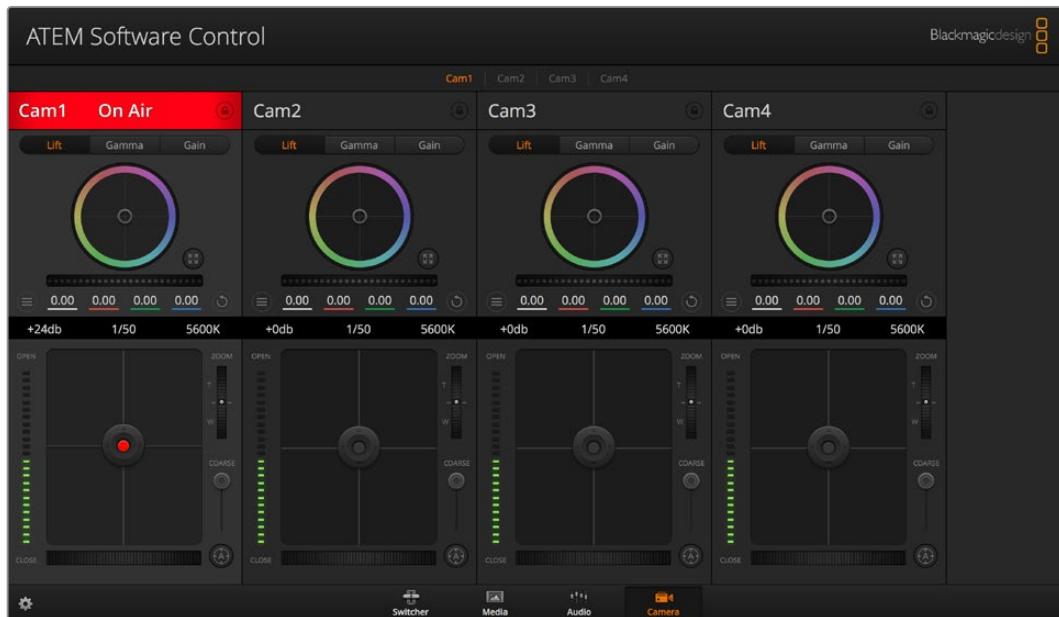 ATEM Software Control
Blackmagicdesign
Cam1 Cam2 Cam3 Cam4
Cam1 On Air Cam2 Cam3 Cam4
Lift Gamma Gain Lift Gamma Gain Lift Gamma Gain Lift Gamma Gain
0.00 0.00 0.00 0.00 0.00 0.00 0.00 0.00 0.00 0.00 0.00 0.00 0.00 0.00 0.00 0.00
+24db 1/50 5600K +0db 1/50 5600K +0db 1/50 5600K +0db 1/50 5600K
OPEN ZOOM OPEN ZOOM OPEN ZOOM OPEN ZOOM
T T T T
W W W W
COARSE COARSE COARSE COARSE
CLOSE A CLOSE A CLOSE A CLOSE A
Switcher Media Audio Camera